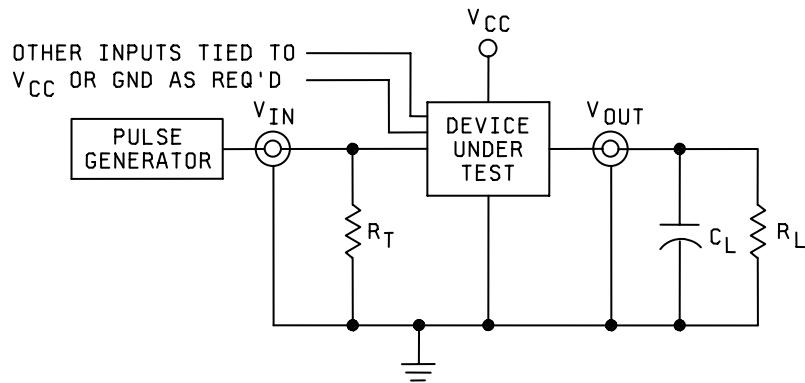 VCC
OTHER INPUTS TIED TO
VCC OR GND AS REQ'D
VIN
VOUT
PULSE
GENERATOR
DEVICE
UNDER
TEST
RT
CL
RL